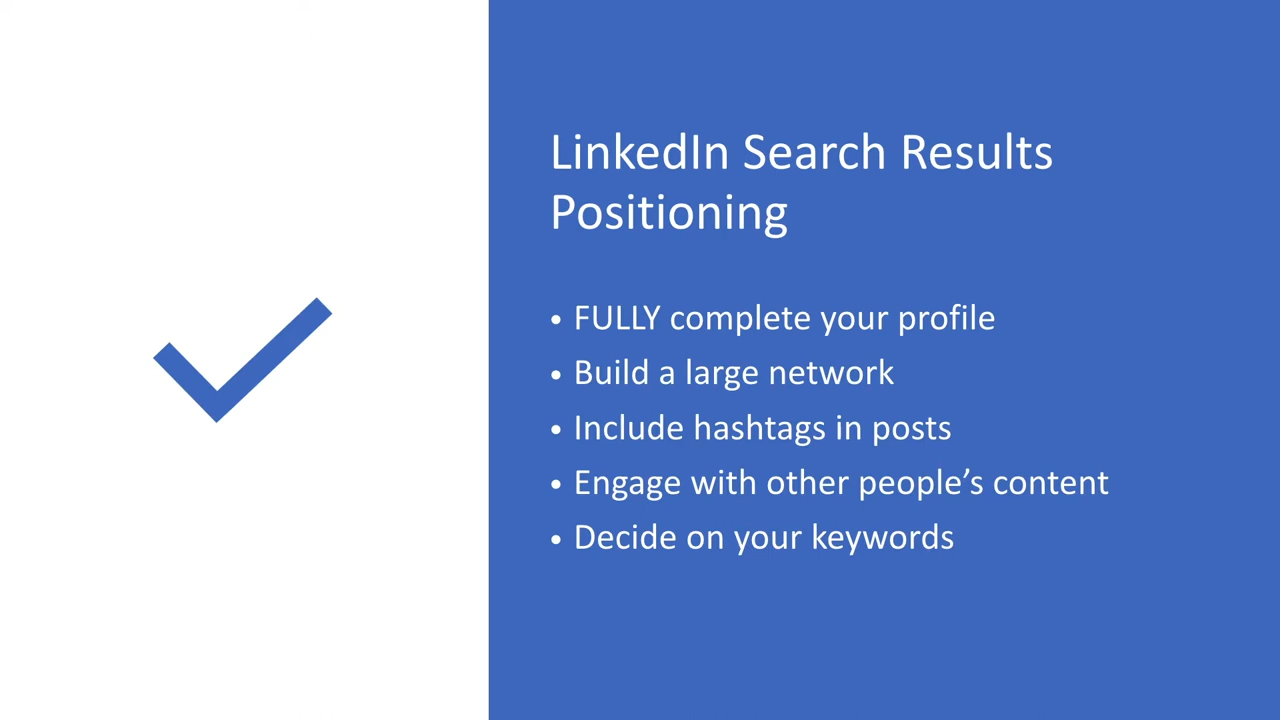 LinkedIn Search Results
Positioning
• FULLY complete your profile
• Build a large network
• Include hashtags in posts
• Engage with other people’s content
• Decide on your keywords